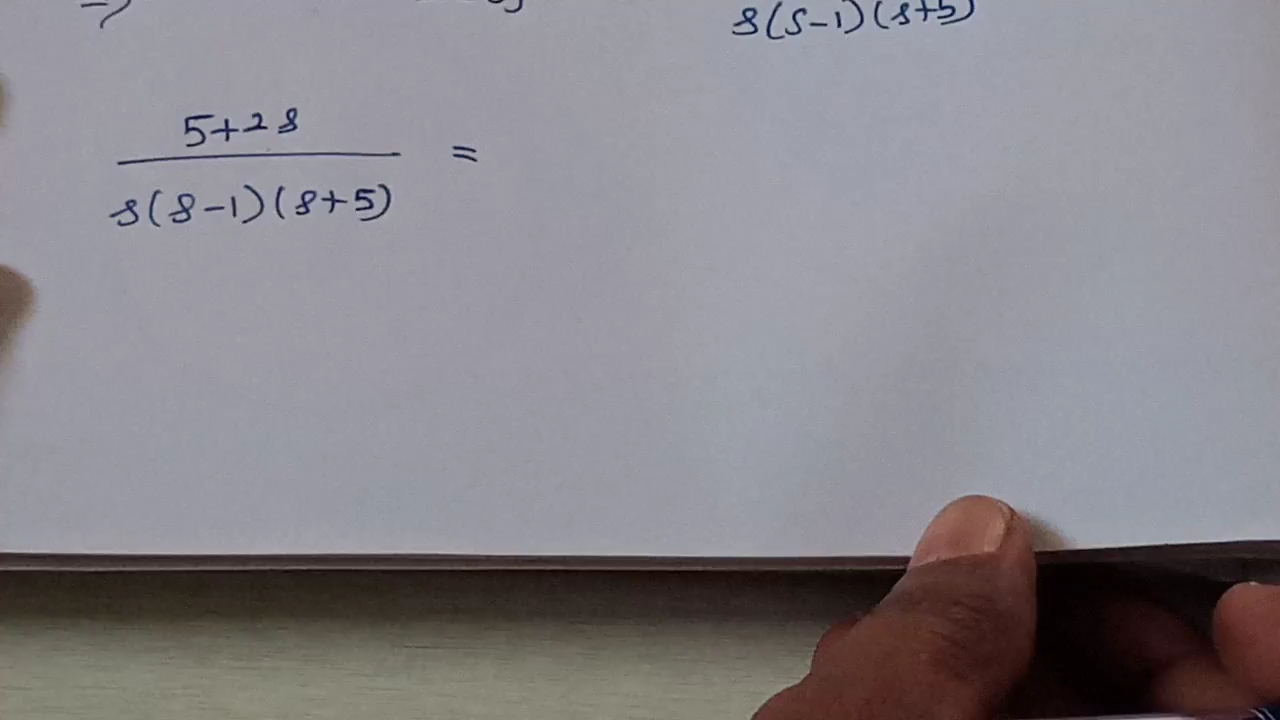 s(s-1)(s+5)
5+2s
s(s-1)(s+5)
=